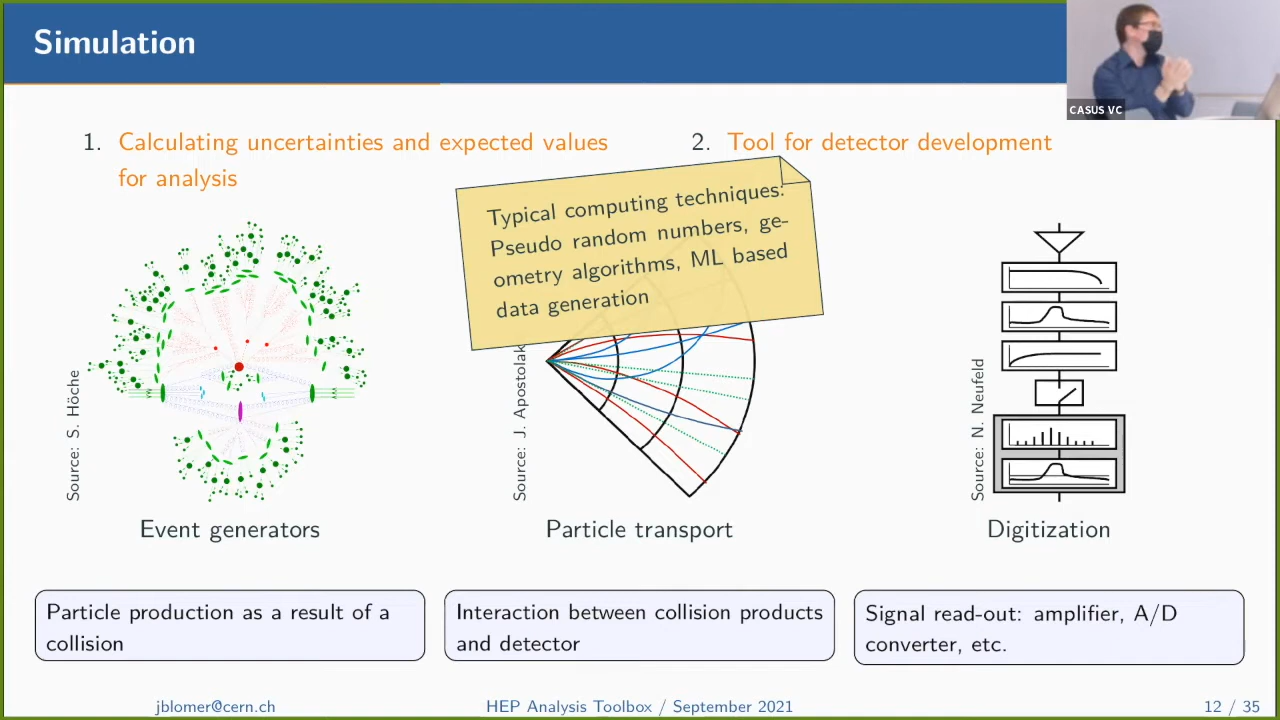 Simulation
CASUS VC
1. Calculating uncertainties and expected values
for analysis
2. Tool for detector development
Typical computing techniques:
Pseudo random numbers, ge-
ometry algorithms, ML based
data generation
Source: S. Höche
Source: J. Apostolak
Source: N. Neufeld
Event generators
Particle transport
Digitization
Particle production as a result of a
collision
Interaction between collision products
and detector
Signal read-out: amplifier, A/D
converter, etc.
jblomer@cern.ch
HEP Analysis Toolbox / September 2021
12 / 35